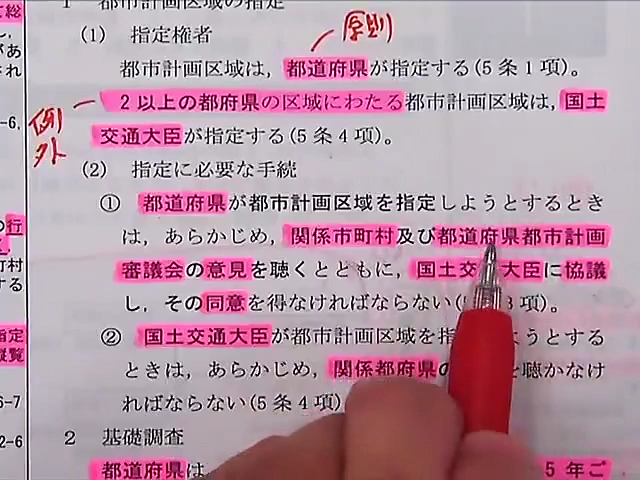 1 都市計画区域の指定
原則
(1) 指定権者
都市計画区域は，都道府県が指定する(5条1項)。
例外
2以上の都府県の区域にわたる都市計画区域は，国土
交通大臣が指定する(5条4項)。
(2) 指定に必要な手続
① 都道府県が都市計画区域を指定しようとするとき
は，あらかじめ，関係市町村及び都道府県都市計画
審議会の意見を聴くとともに，国土交 大臣に協議
し，その同意を得なければならない( 3項)。
② 国土交通大臣が都市計画区域を指 ようとする
ときは，あらかじめ，関係都府県の を聴かなけ
ればならない(5条4項)
2 基礎調査
都道府県は， 5年ご